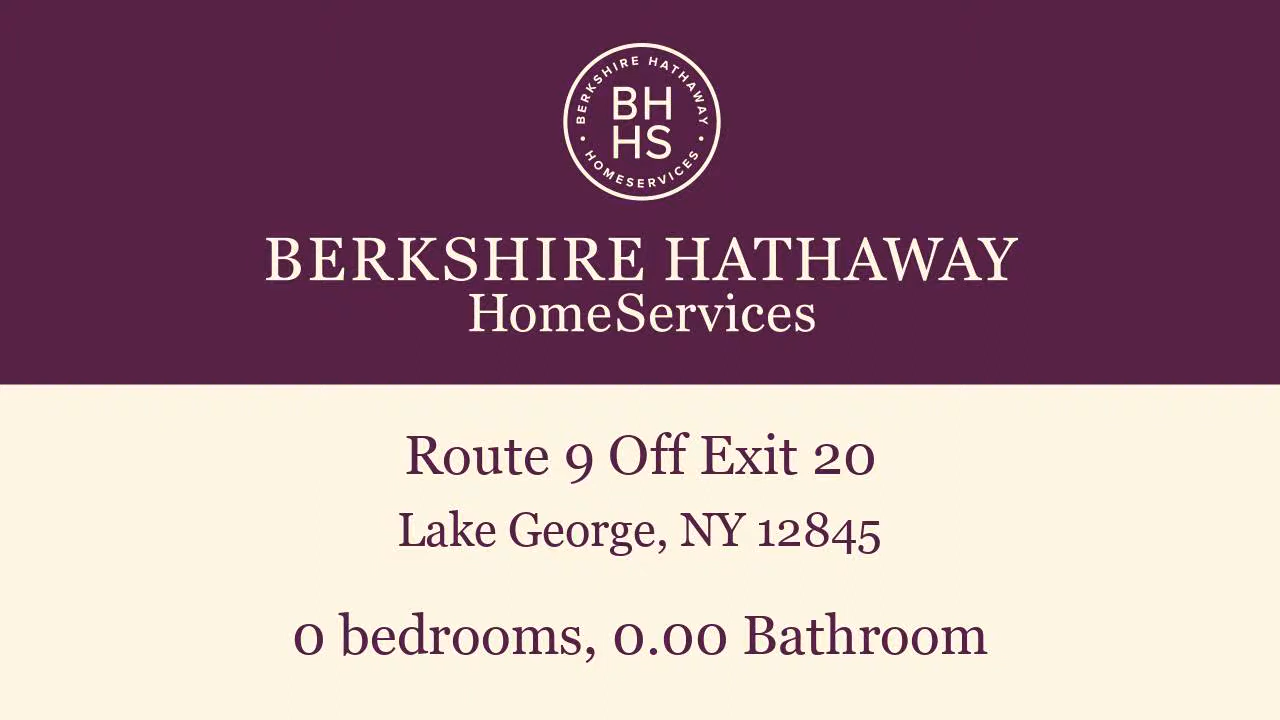 BERKSHIRE HATHAWAY
BH
HS
HOMESERVICES
BERKSHIRE HATHAWAY
HomeServices
Route 9 Off Exit 20
Lake George, NY 12845
0 bedrooms, 0.00 Bathroom